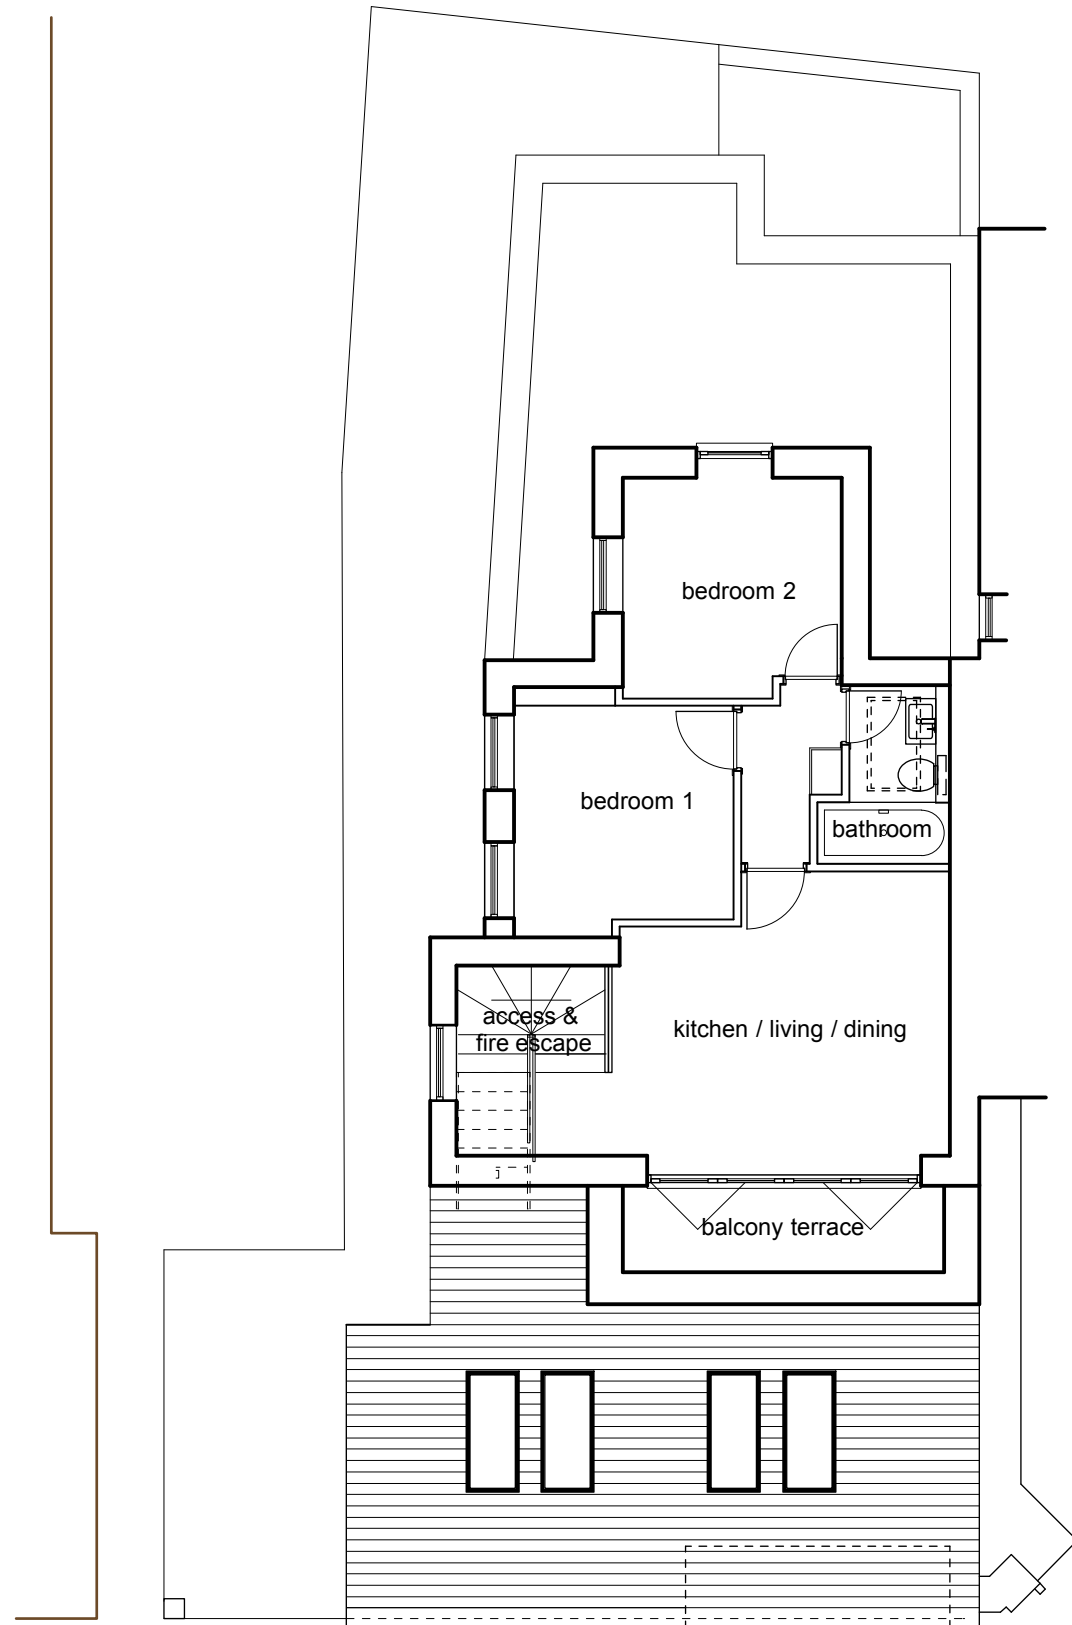 bedroom 2
bedroom 1
bathroom
access &
fire escape
kitchen / living / dining
balcony terrace